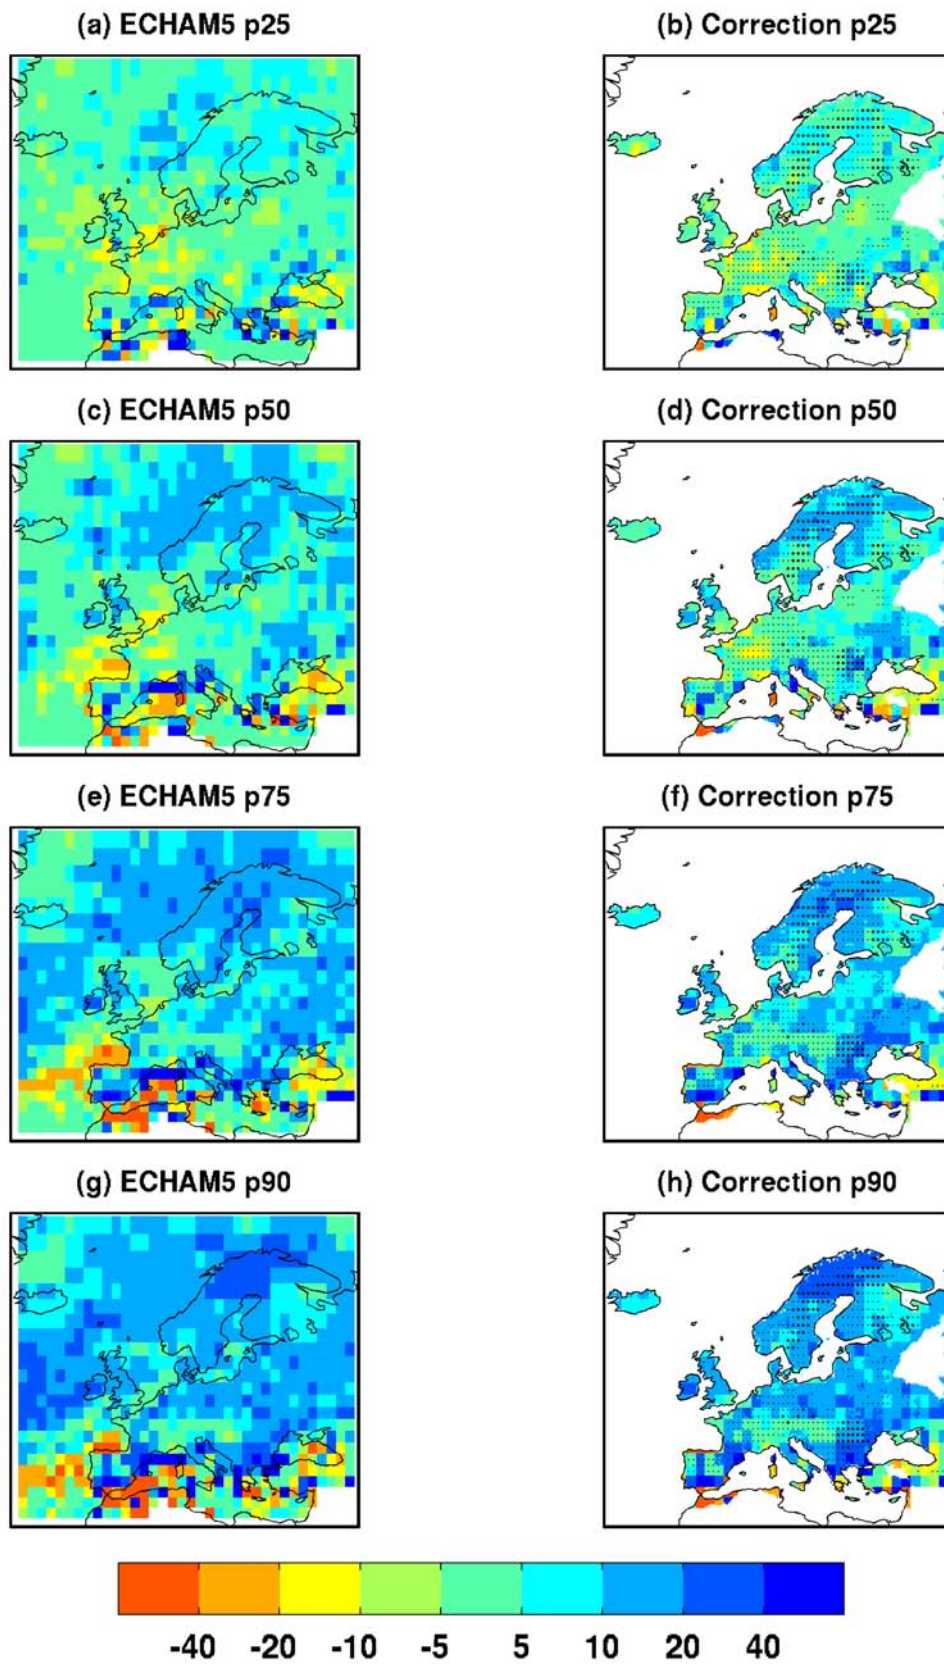 (a) ECHAM5 p25
(b) Correction p25
(c) ECHAM5 p50
(d) Correction p50
(e) ECHAM5 p75
(f) Correction p75
(g) ECHAM5 p90
(h) Correction p90
-40 -20 -10 -5 5 10 20 40